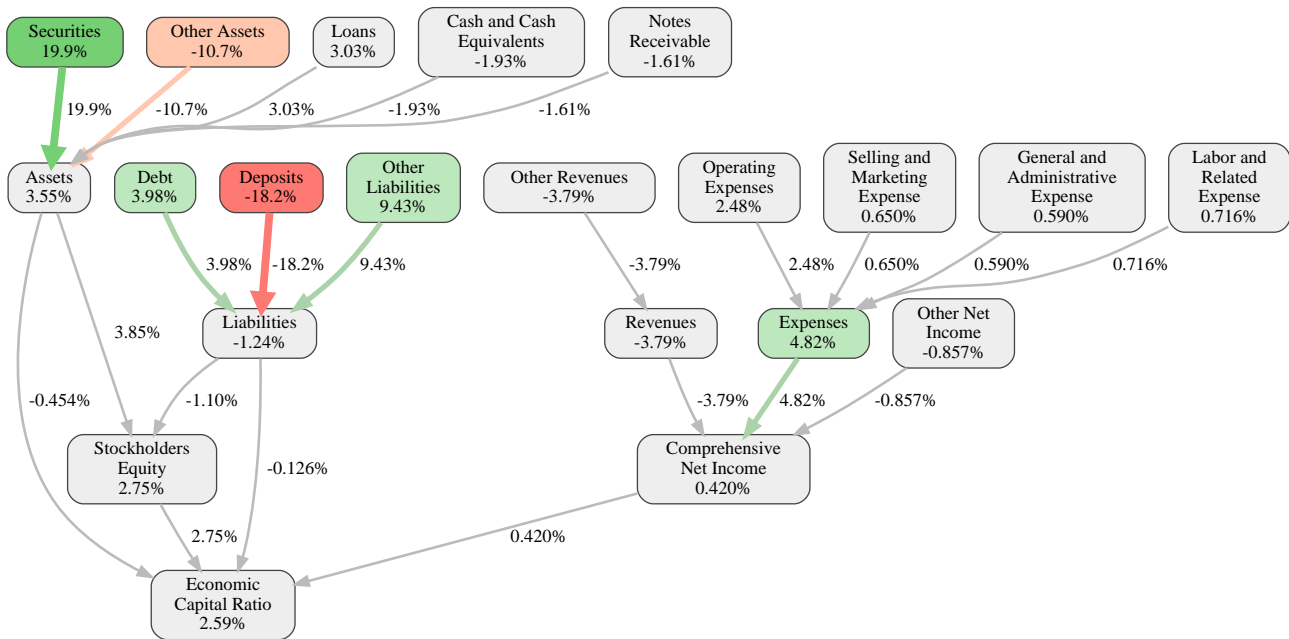 Securities
19.9%
Other Assets
-10.7%
Loans
3.03%
Cash and Cash
Equivalents
-1.93%
Notes
Receivable
-1.61%
19.9%
-10.7%
3.03%
-1.93%
-1.61%
Assets
3.55%
Debt
3.98%
Deposits
-18.2%
Other
Liabilities
9.43%
Other Revenues
-3.79%
Operating
Expenses
2.48%
Selling and
Marketing
Expense
0.650%
General and
Administrative
Expense
0.590%
Labor and
Related
Expense
0.716%
3.98%
-18.2%
9.43%
-3.79%
2.48%
0.650%
0.590%
0.716%
3.85%
Liabilities
-1.24%
Revenues
-3.79%
Expenses
4.82%
Other Net
Income
-0.857%
-0.454%
-1.10%
-3.79%
4.82%
-0.857%
Stockholders
Equity
2.75%
-0.126%
Comprehensive
Net Income
0.420%
2.75%
0.420%
Economic
Capital Ratio
2.59%